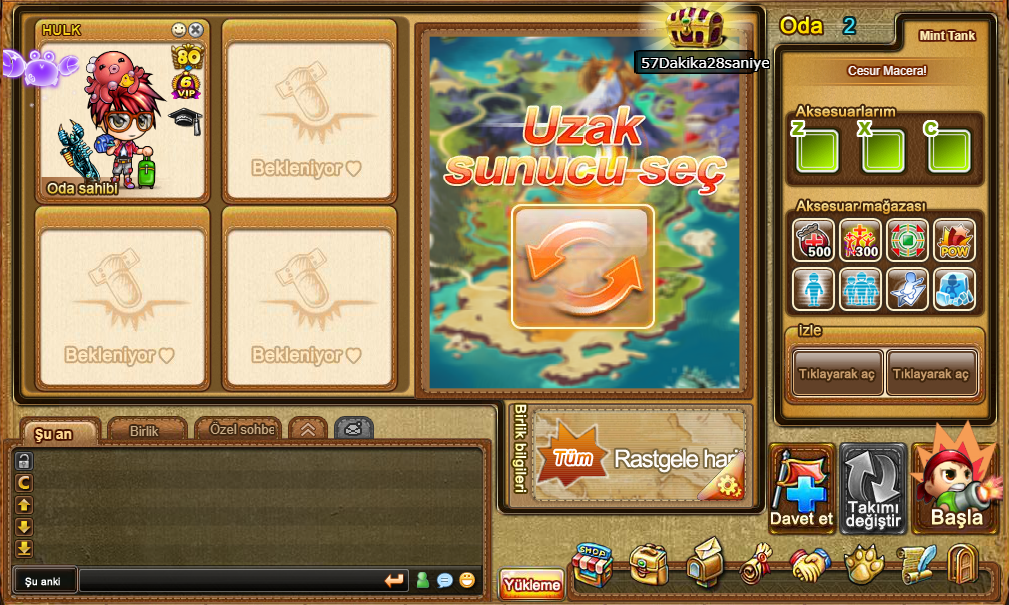 HULK
80
6
VIP
Oda sahibi
Bekleniyor
Bekleniyor
Bekleniyor
57Dakika28saniye
Uzak
sunucu seç
Oda 2
Mint Tank
Cesur Macera!
Aksesuarlarım
Z X C
Aksesuar mağazası
500
300
POW
izle
Tıklayarak aç
Tıklayarak aç
Şu an
Birlik
Özel sohbe
C
Şu anki
Birlik bilgileri
Tüm
Rastgele hari
Davet et
Takımı
değiştir
Başla
SHOP
Yükleme